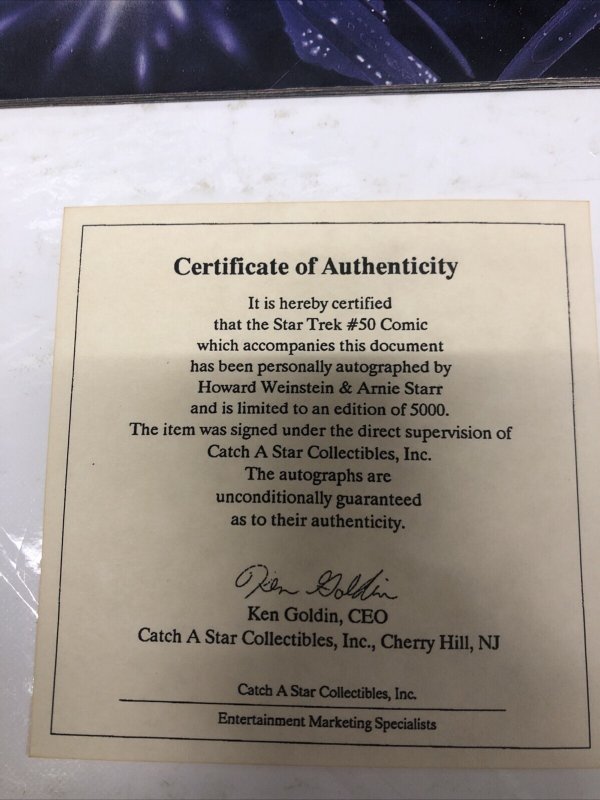 Certificate of Authenticity
It is hereby certified
that the Star Trek #50 Comic
which accompanies this document
has been personally autographed by
Howard Weinstein & Arnie Starr
and is limited to an edition of 5000.
The item was signed under the direct supervision of
Catch A Star Collectibles, Inc.
The autographs are
unconditionally guaranteed
as to their authenticity.
Ken Goldin
Ken Goldin, CEO
Catch A Star Collectibles, Inc., Cherry Hill, NJ
Catch A Star Collectibles, Inc.
Entertainment Marketing Specialists